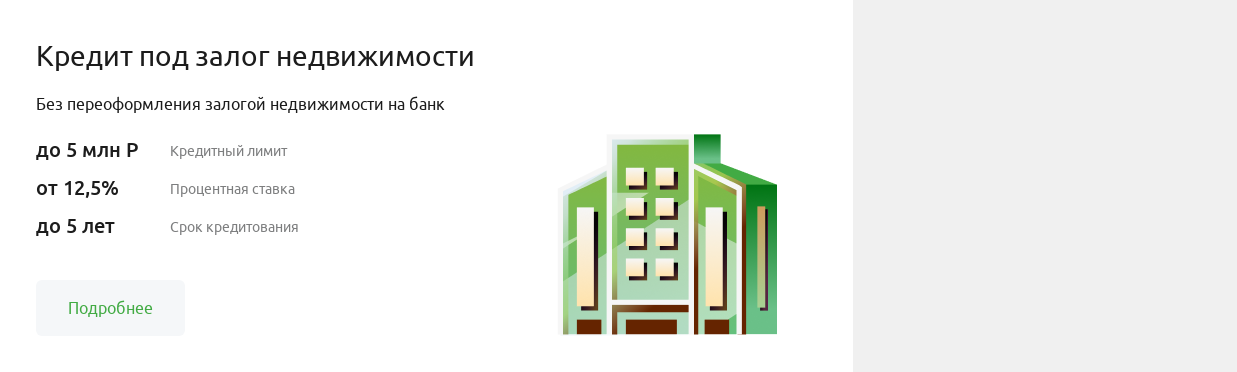 Кредит под залог недвижимости
Без переоформления залогой недвижимости на банк
до 5 млн Р Кредитный лимит
от 12,5% Процентная ставка
до 5 лет Срок кредитования
Подробнее